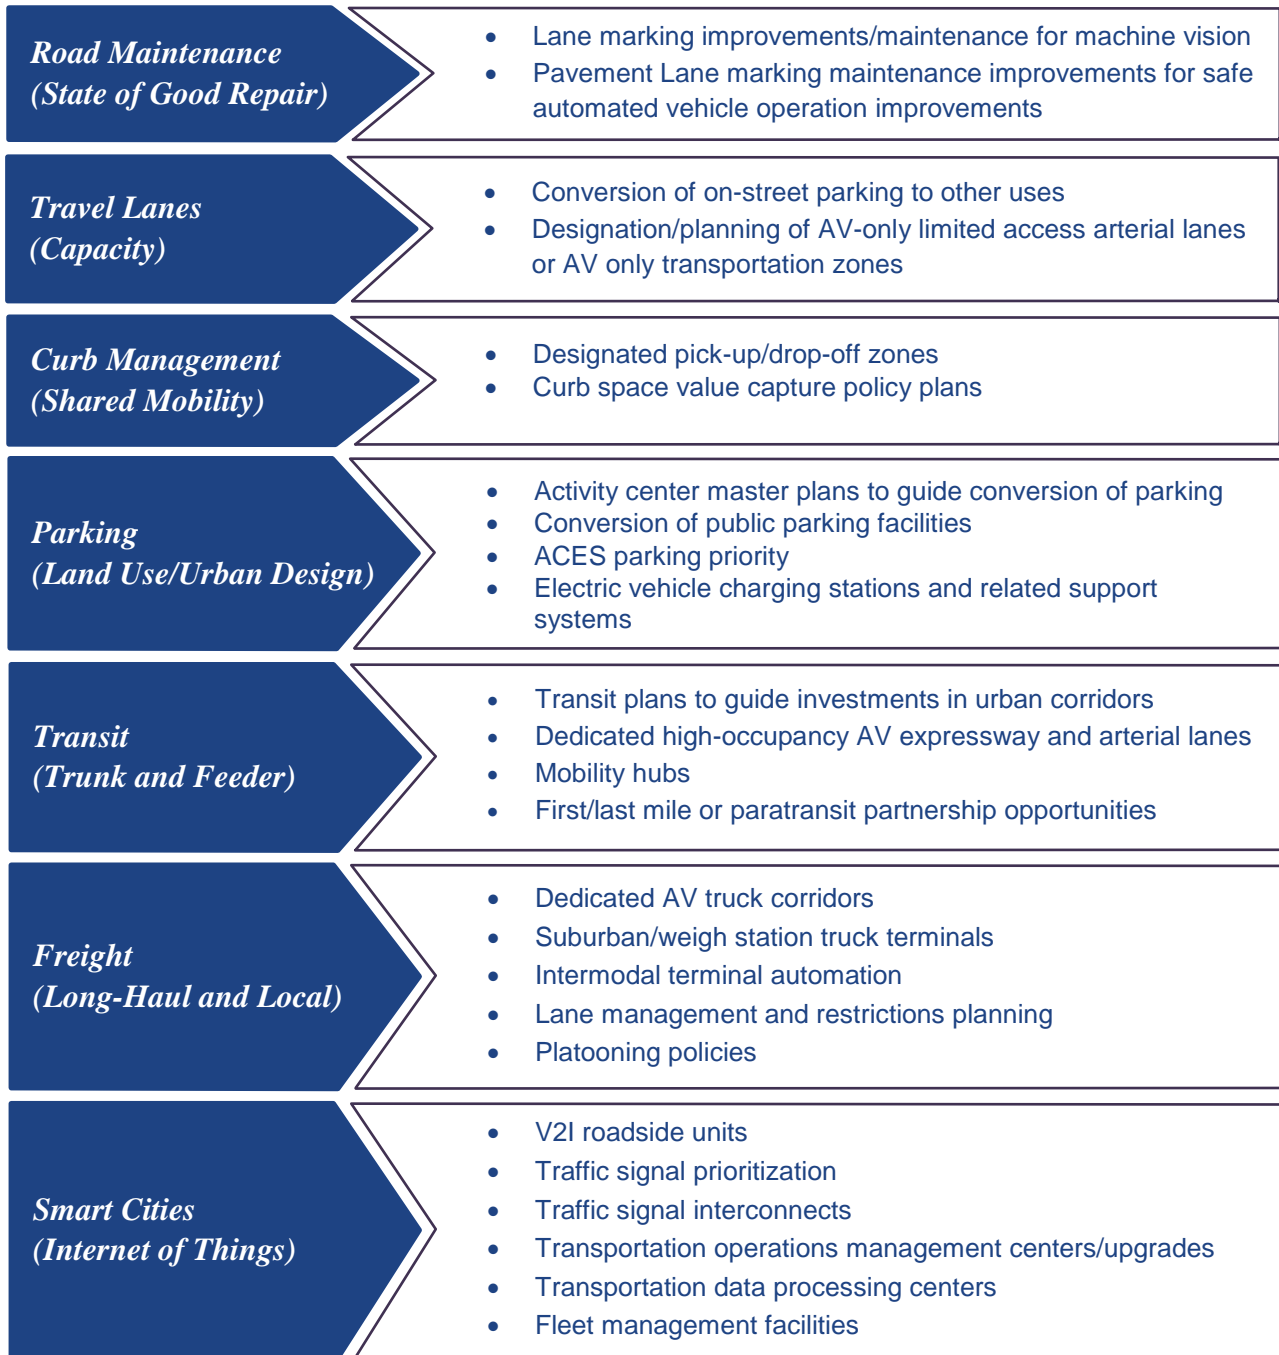 Road Maintenance
(State of Good Repair)
• Lane marking improvements/maintenance for machine vision
• Pavement Lane marking maintenance improvements for safe
automated vehicle operation improvements
Travel Lanes
(Capacity)
• Conversion of on-street parking to other uses
• Designation/planning of AV-only limited access arterial lanes
or AV only transportation zones
Curb Management
(Shared Mobility)
• Designated pick-up/drop-off zones
• Curb space value capture policy plans
Parking
(Land Use/Urban Design)
• Activity center master plans to guide conversion of parking
• Conversion of public parking facilities
• ACES parking priority
• Electric vehicle charging stations and related support
systems
Transit
(Trunk and Feeder)
• Transit plans to guide investments in urban corridors
• Dedicated high-occupancy AV expressway and arterial lanes
• Mobility hubs
• First/last mile or paratransit partnership opportunities
Freight
(Long-Haul and Local)
• Dedicated AV truck corridors
• Suburban/weigh station truck terminals
• Intermodal terminal automation
• Lane management and restrictions planning
• Platooning policies
Smart Cities
(Internet of Things)
• V2I roadside units
• Traffic signal prioritization
• Traffic signal interconnects
• Transportation operations management centers/upgrades
• Transportation data processing centers
• Fleet management facilities